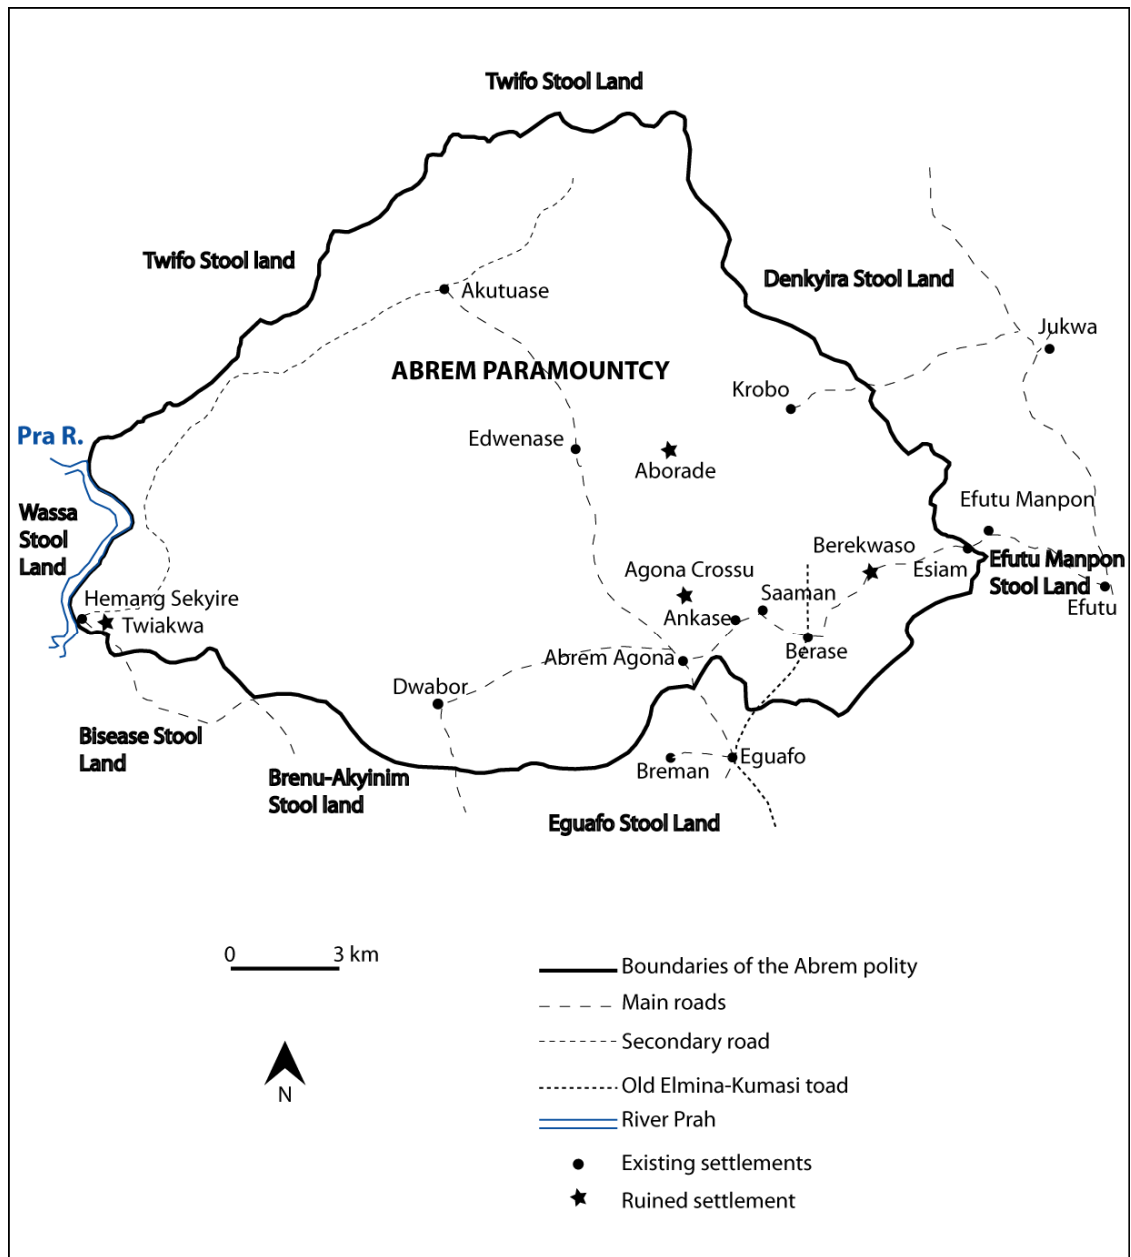 Twifo Stool Land
Twifo Stool land
Denkyira Stool Land
Akutuase
Jukwa
ABREM PARAMOUNTCY
Krobo
Pra R.
Edwenase
Aborade
Wassa
Stool
Land
Efutu Manpon
Berekwaso
Esiam
Efutu Manpon
Stool Land
Agona Crossu
Saaman
Hemang Sekyire
Twiakwa
Ankase
Efutu
Berase
Abrem Agona
Dwabor
Bisease Stool
Land
Breman
Eguafo
Brenu-Akyinim
Stool land
Eguafo Stool Land
0 3 km
N
Boundaries of the Abrem polity
Main roads
Secondary road
Old Elmina-Kumasi toad
River Prah
Existing settlements
Ruined settlement